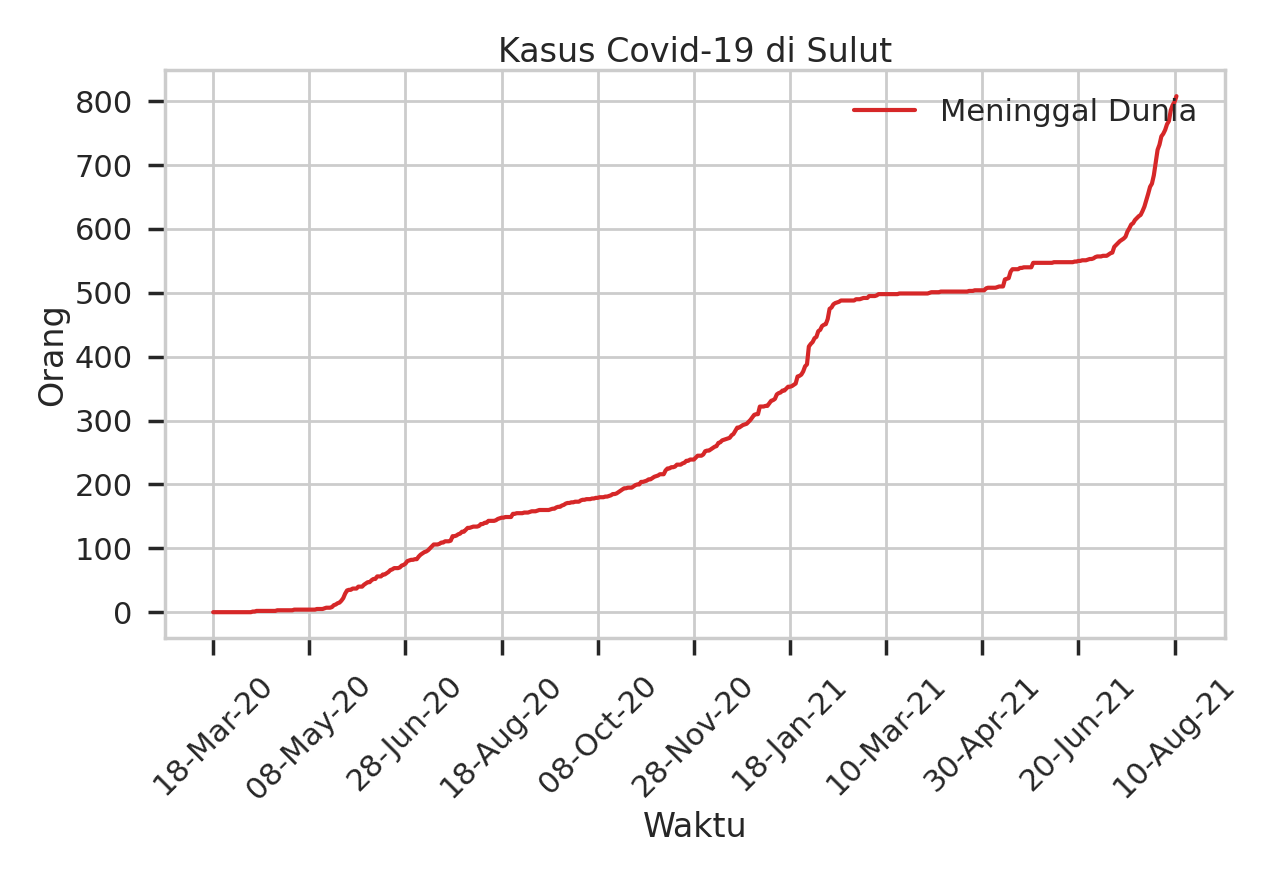 Kasus Covid-19 di Sulut
Meninggal Dunia
Orang
800
700
600
500
400
300
200
100
0
18-Mar-20
08-May-20
28-Jun-20
18-Aug-20
08-Oct-20
28-Nov-20
18-Jan-21
10-Mar-21
30-Apr-21
20-Jun-21
10-Aug-21
Waktu